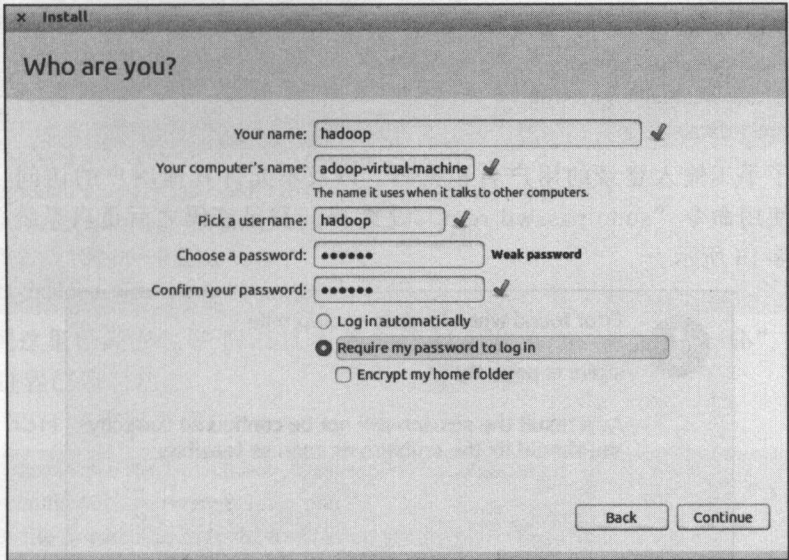 × Install
Who are you?
Your name: hadoop
Your computer's name: adoop-virtual-machine
The name it uses when it talks to other computers.
Pick a username: hadoop
Choose a password: ●●●●●● Weak password
Confirm your password: ●●●●●●
Log in automatically
Require my password to log in
Encrypt my home folder
Back Continue